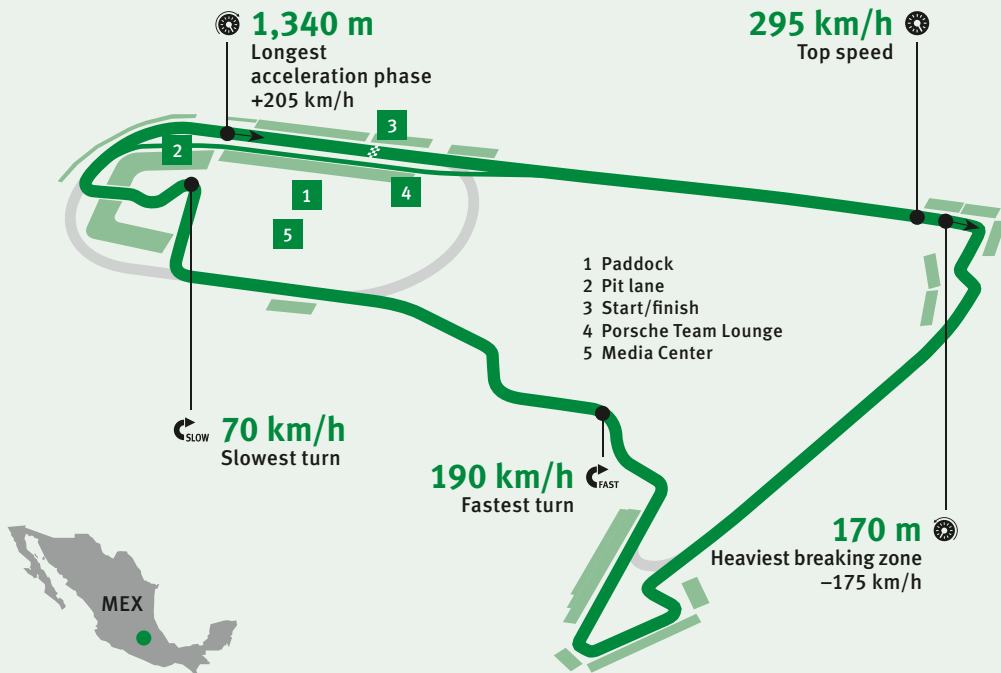 1,340 m
Longest
acceleration phase
+205 km/h
295 km/h
Top speed
3
2
1
4
5
1 Paddock
2 Pit lane
3 Start/finish
4 Porsche Team Lounge
5 Media Center
SLOW
70 km/h
Slowest turn
190 km/h
FAST
Fastest turn
170 m
Heaviest breaking zone
–175 km/h
MEX